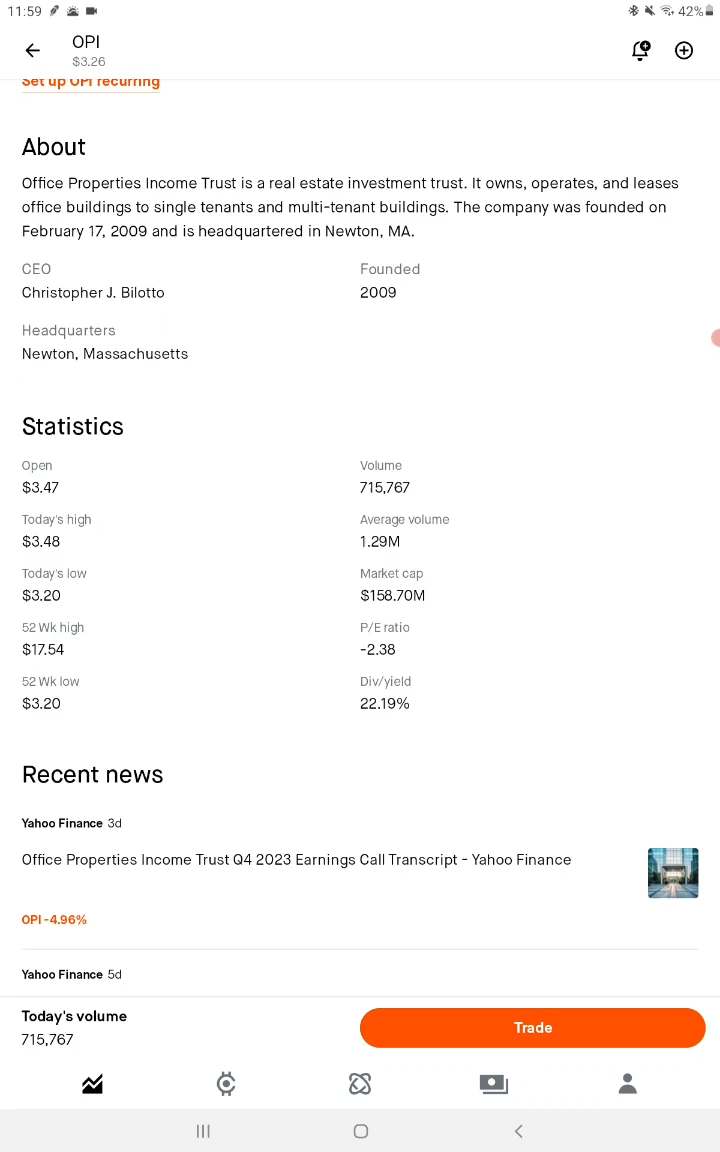 11:59 42%
OPI
$3.26
Set up OPI recurring
About
Office Properties Income Trust is a real estate investment trust. It owns, operates, and leases
office buildings to single tenants and multi-tenant buildings. The company was founded on
February 17, 2009 and is headquartered in Newton, MA.
CEO Founded
Christopher J. Bilotto 2009
Headquarters
Newton, Massachusetts
Statistics
Open Volume
$3.47 715,767
Today's high Average volume
$3.48 1.29M
Today's low Market cap
$3.20 $158.70M
52 Wk high P/E ratio
$17.54 -2.38
52 Wk low Div/yield
$3.20 22.19%
Recent news
Yahoo Finance 3d
Office Properties Income Trust Q4 2023 Earnings Call Transcript - Yahoo Finance
OPI -4.96%
Yahoo Finance 5d
Today's volume
715,767
Trade